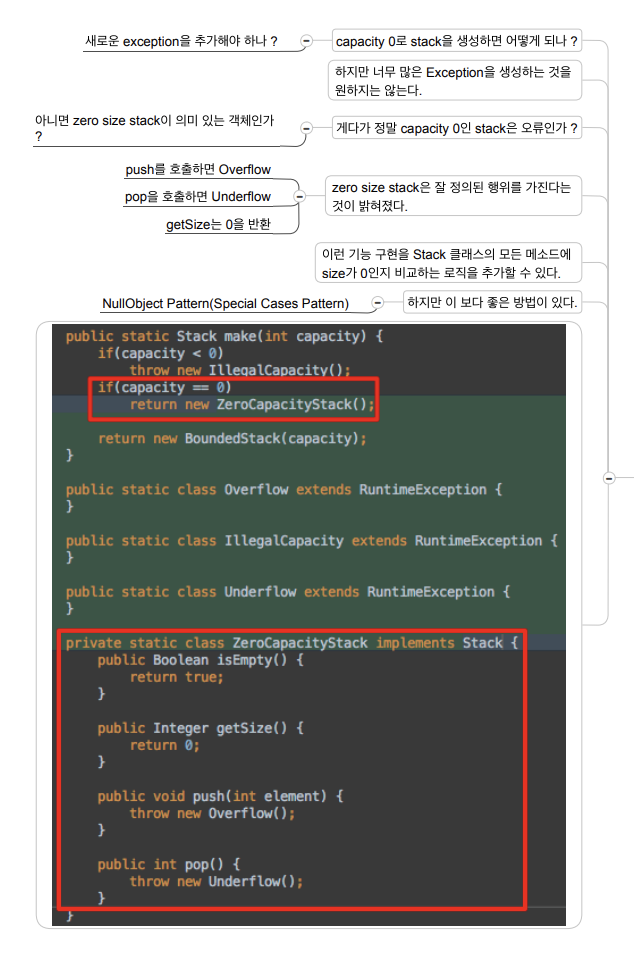 새로운 exception을 추가해야 하나 ?
capacity 0로 stack을 생성하면 어떻게 되나 ?
하지만 너무 많은 Exception을 생성하는 것을
원하지는 않는다.
아니면 zero size stack이 의미 있는 객체인가
?
게다가 정말 capacity 0인 stack은 오류인가 ?
push를 호출하면 Overflow
pop을 호출하면 Underflow
getSize는 0을 반환
zero size stack은 잘 정의된 행위를 가진다는
것이 밝혀졌다.
이런 기능 구현을 Stack 클래스의 모든 메소드에
size가 0인지 비교하는 로직을 추가할 수 있다.
NullObject Pattern(Special Cases Pattern)
하지만 이 보다 좋은 방법이 있다.
public static Stack make(int capacity) {
if(capacity < 0)
throw new IllegalCapacity();
if(capacity == 0)
return new ZeroCapacityStack();
return new BoundedStack(capacity);
}
public static class Overflow extends RuntimeException {
}
public static class IllegalCapacity extends RuntimeException {
}
public static class Underflow extends RuntimeException {
}
private static class ZeroCapacityStack implements Stack {
public Boolean isEmpty() {
return true;
}
public Integer getSize() {
return 0;
}
public void push(int element) {
throw new Overflow();
}
public int pop() {
throw new Underflow();
}
}